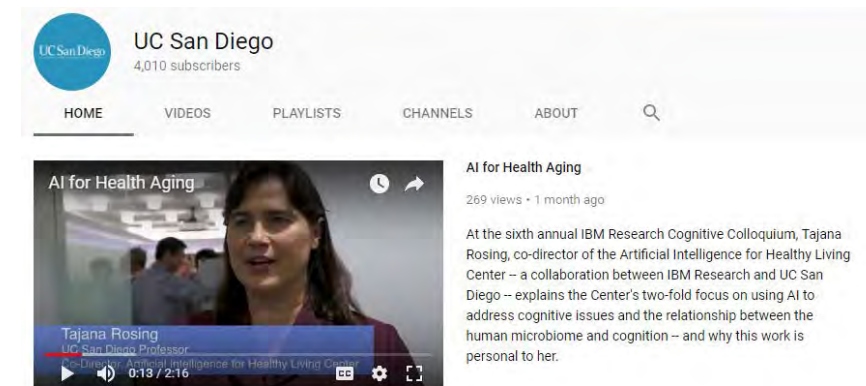 UC San Diego
UC San Diego
4,010 subscribers
HOME VIDEOS PLAYLISTS CHANNELS ABOUT
AI for Health Aging
Tajana Rosing
UC San Diego Professor
Co-Director, Artificial Intelligence for Healthy Living Center
0:13 / 2:16
CC
AI for Health Aging
269 views • 1 month ago
At the sixth annual IBM Research Cognitive Colloquium, Tajana
Rosing, co-director of the Artificial Intelligence for Healthy Living
Center -- a collaboration between IBM Research and UC San
Diego -- explains the Center's two-fold focus on using AI to
address cognitive issues and the relationship between the
human microbiome and cognition -- and why this work is
personal to her.